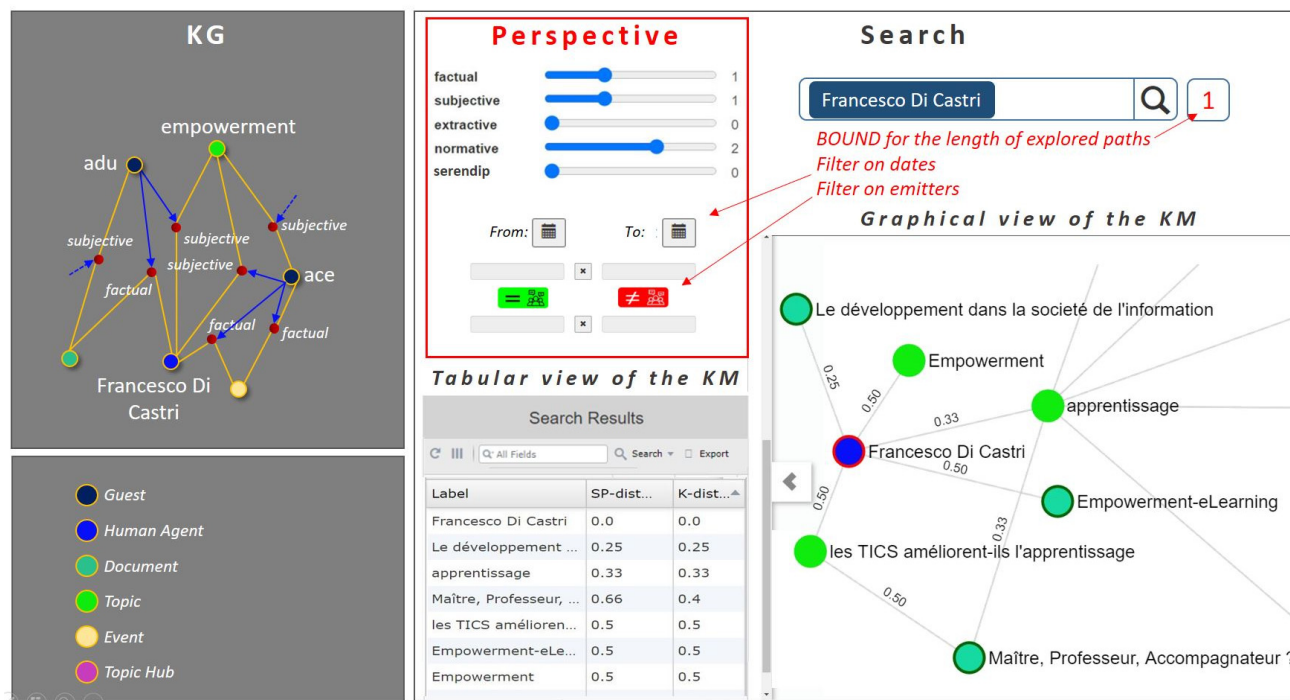 KG
empowerment
adu
subjective
subjective
subjective
subjective
ace
factual
factual
factual
Francesco Di
Castri
Guest
Human Agent
Document
Topic
Event
Topic Hub
Perspective
factual 1
subjective 1
extractive 0
normative 2
serendip 0
From: To: :
=
≠
Search
Francesco Di Castri
1
BOUND for the length of explored paths
Filter on dates
Filter on emitters
Tabular view of the KM
Search Results
All Fields Search Export
Label SP-dist... K-dist...
Francesco Di Castri 0.0 0.0
Le développement ... 0.25 0.25
apprentissage 0.33 0.33
Maître, Professeur, ... 0.66 0.4
les TICS amélioren... 0.5 0.5
Empowerment-eLe... 0.5 0.5
Empowerment 0.5 0.5
Graphical view of the KM
Le développement dans la societé de l'information
Empowerment
0.25
0.50
apprentissage
0.33
Francesco Di Castri
0.50
Empowerment-eLearning
0.50
0.33
les TICS améliorent-ils l'apprentissage
0.50
Maître, Professeur, Accompagnateur ?